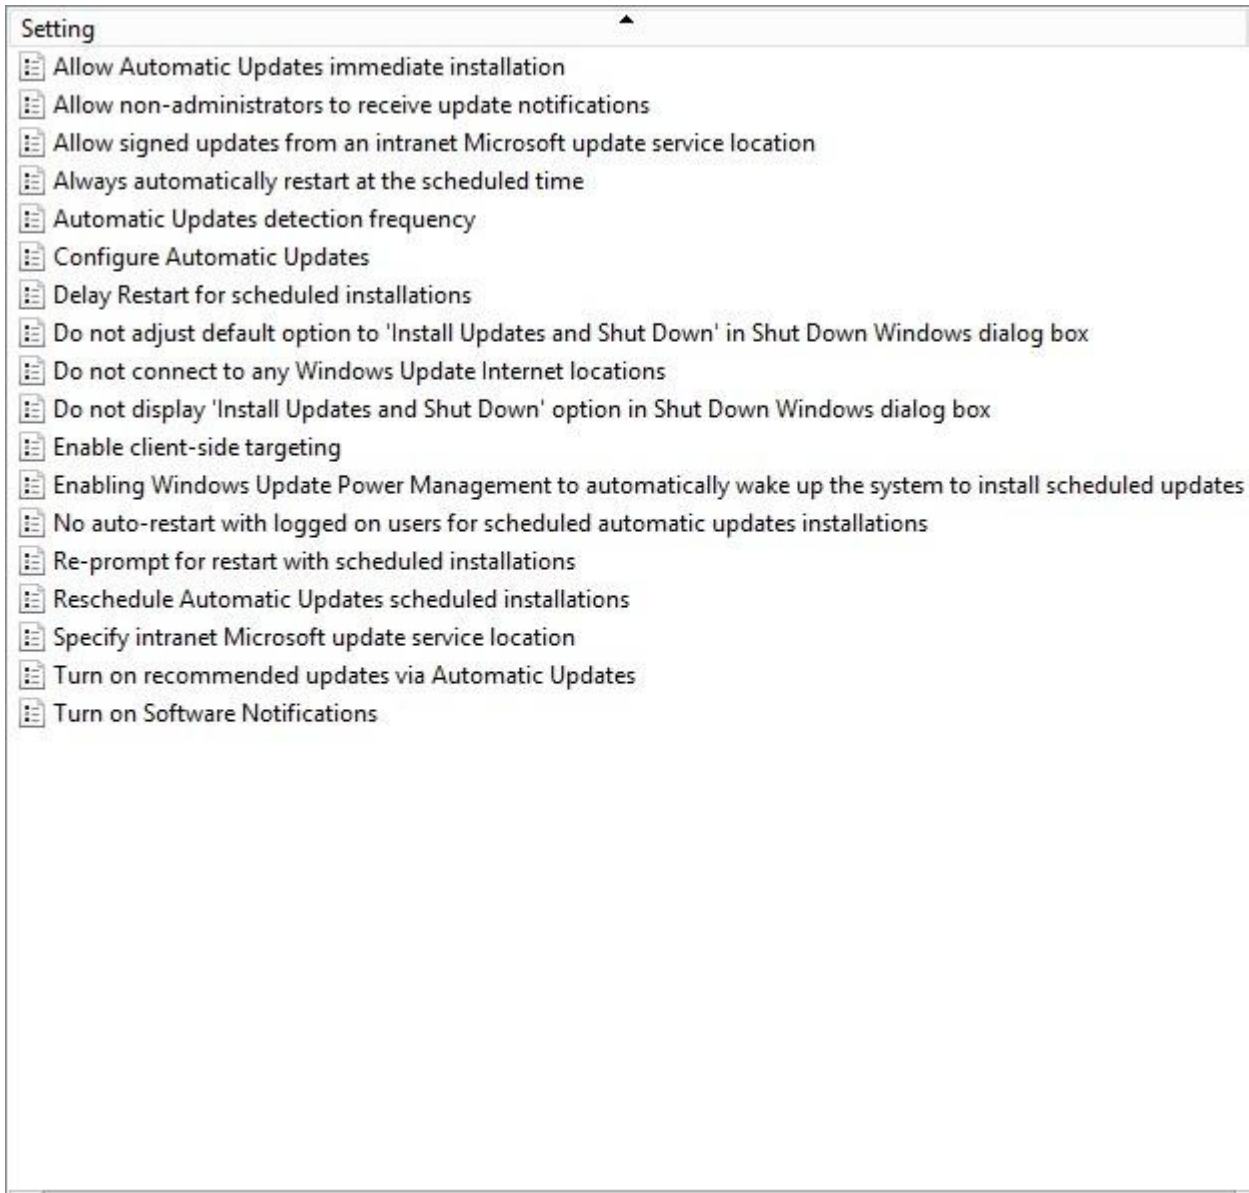 Setting
Allow Automatic Updates immediate installation
Allow non-administrators to receive update notifications
Allow signed updates from an intranet Microsoft update service location
Always automatically restart at the scheduled time
Automatic Updates detection frequency
Configure Automatic Updates
Delay Restart for scheduled installations
Do not adjust default option to 'Install Updates and Shut Down' in Shut Down Windows dialog box
Do not connect to any Windows Update Internet locations
Do not display 'Install Updates and Shut Down' option in Shut Down Windows dialog box
Enable client-side targeting
Enabling Windows Update Power Management to automatically wake up the system to install scheduled updates
No auto-restart with logged on users for scheduled automatic updates installations
Re-prompt for restart with scheduled installations
Reschedule Automatic Updates scheduled installations
Specify intranet Microsoft update service location
Turn on recommended updates via Automatic Updates
Turn on Software Notifications